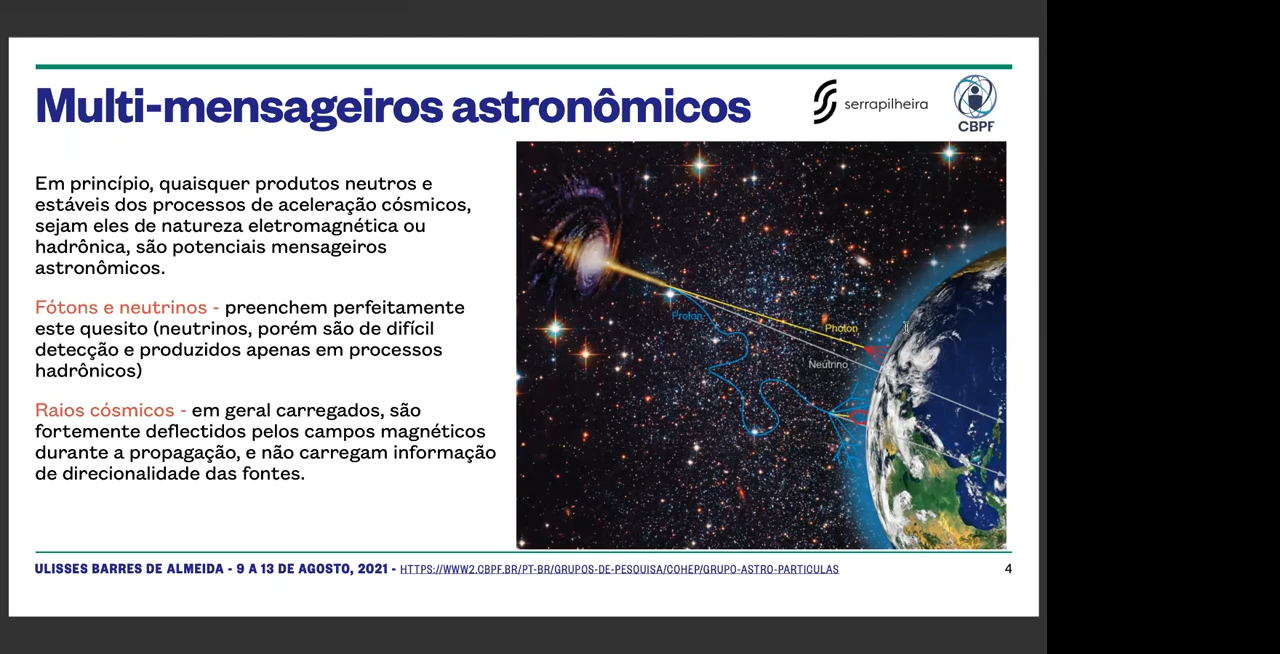 Multi-mensageiros astronômicos
serrapilheira
CBPF
Em princípio, quaisquer produtos neutros e
estáveis dos processos de aceleração cósmicos,
sejam eles de natureza eletromagnética ou
hadrônica, são potenciais mensageiros
astronômicos.
Fótons e neutrinos - preenchem perfeitamente
este quesito (neutrinos, porém são de difícil
detecção e produzidos apenas em processos
hadrônicos)
Raios cósmicos - em geral carregados, são
fortemente deflectidos pelos campos magnéticos
durante a propagação, e não carregam informação
de direcionalidade das fontes.
Proton
Photon
Neutrino
ULISSES BARRES DE ALMEIDA - 9 A 13 DE AGOSTO, 2021 - HTTPS://WWW2.CBPF.BR/PT-BR/GRUPOS-DE-PESQUISA/COHEP/GRUPO-ASTRO-PARTICULAS
4